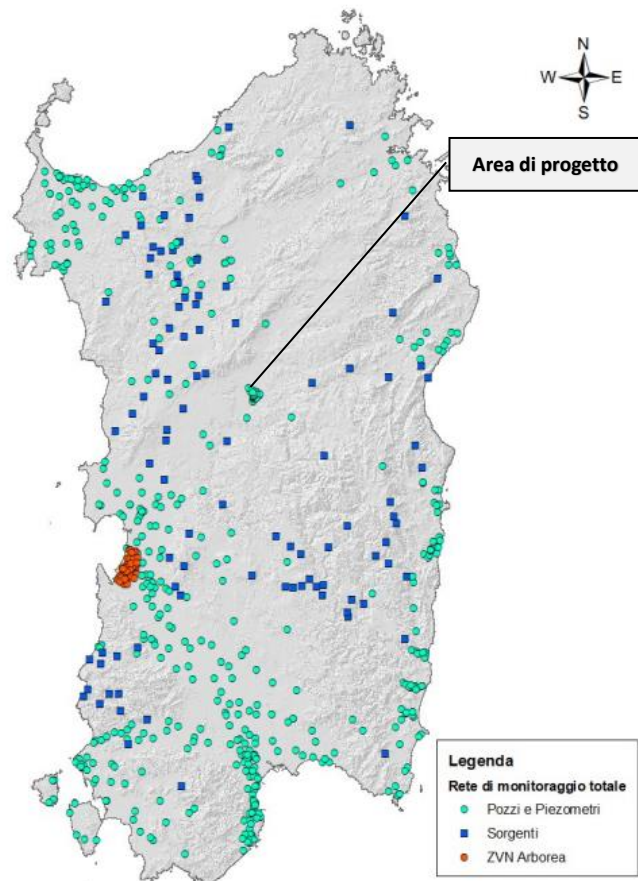 N
W E
S
Area di progetto
Legenda
Rete di monitoraggio totale
Pozzi e Piezometri
Sorgenti
ZVN Arborea